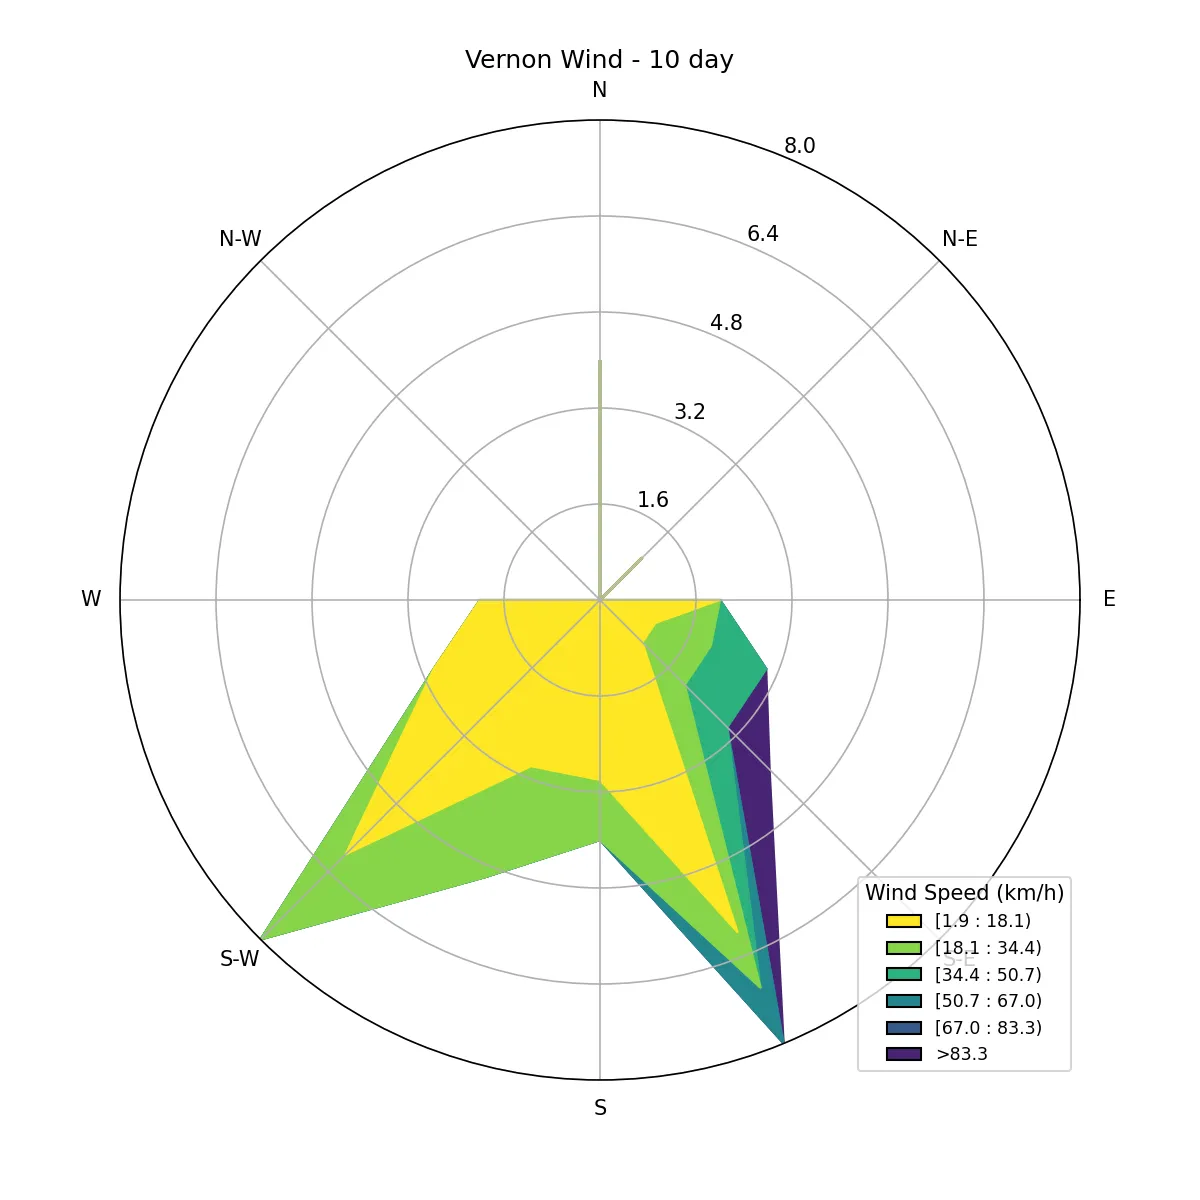 Vernon Wind - 10 day
N
8.0
N-W
6.4
N-E
4.8
3.2
1.6
W
E
Wind Speed (km/h)
[1.9 : 18.1)
[18.1 : 34.4)
S-W
S-E
[34.4 : 50.7)
[50.7 : 67.0)
[67.0 : 83.3)
>83.3
S